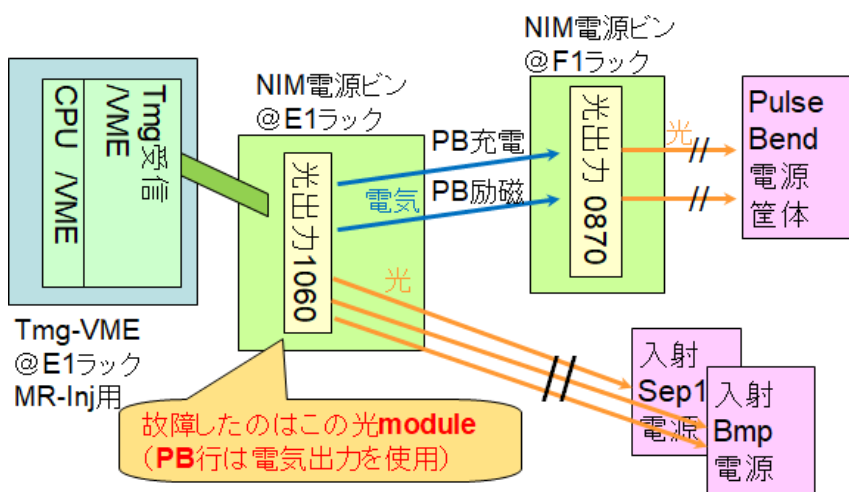 NIM電源ビン
@F1ラック
NIM電源ビン
@E1ラック
Tmg受信
/VME
CPU /VME
光出力1060
PB充電
電気
PB励磁
光
光出力 0870
光
Pulse
Bend
電源
筐体
Tmg-VME
@E1ラック
MR-Inj用
故障したのはこの光module
(PB行は電気出力を使用)
入射
Sep1
電源
入射
Bmp
電源